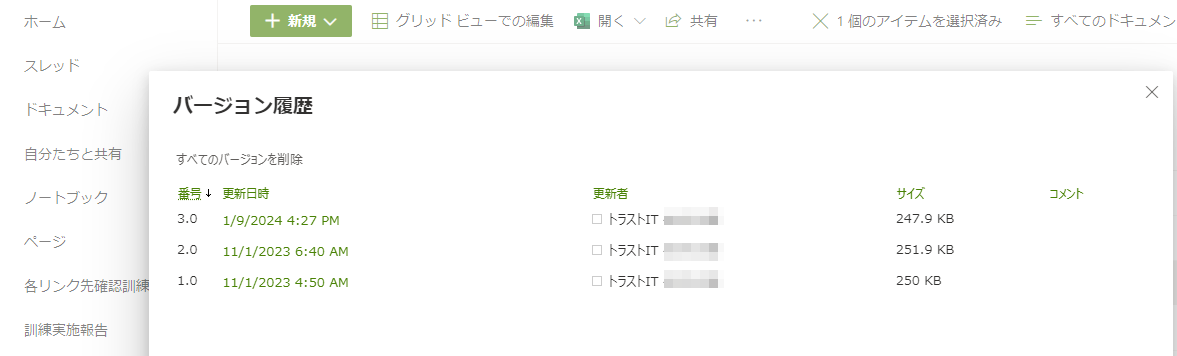 ホーム
＋ 新規 グリッド ビューでの編集 開く 共有 … 1 個のアイテムを選択済み すべてのドキュメン
スレッド
ドキュメント
自分たちと共有
ノートブック
ページ
各リンク先確認訓練
訓練実施報告
バージョン履歴
すべてのバージョンを削除
番号↓ 更新日時 更新者 サイズ コメント
3.0 1/9/2024 4:27 PM トラストIT 247.9 KB
2.0 11/1/2023 6:40 AM トラストIT 251.9 KB
1.0 11/1/2023 4:50 AM トラストIT 250 KB